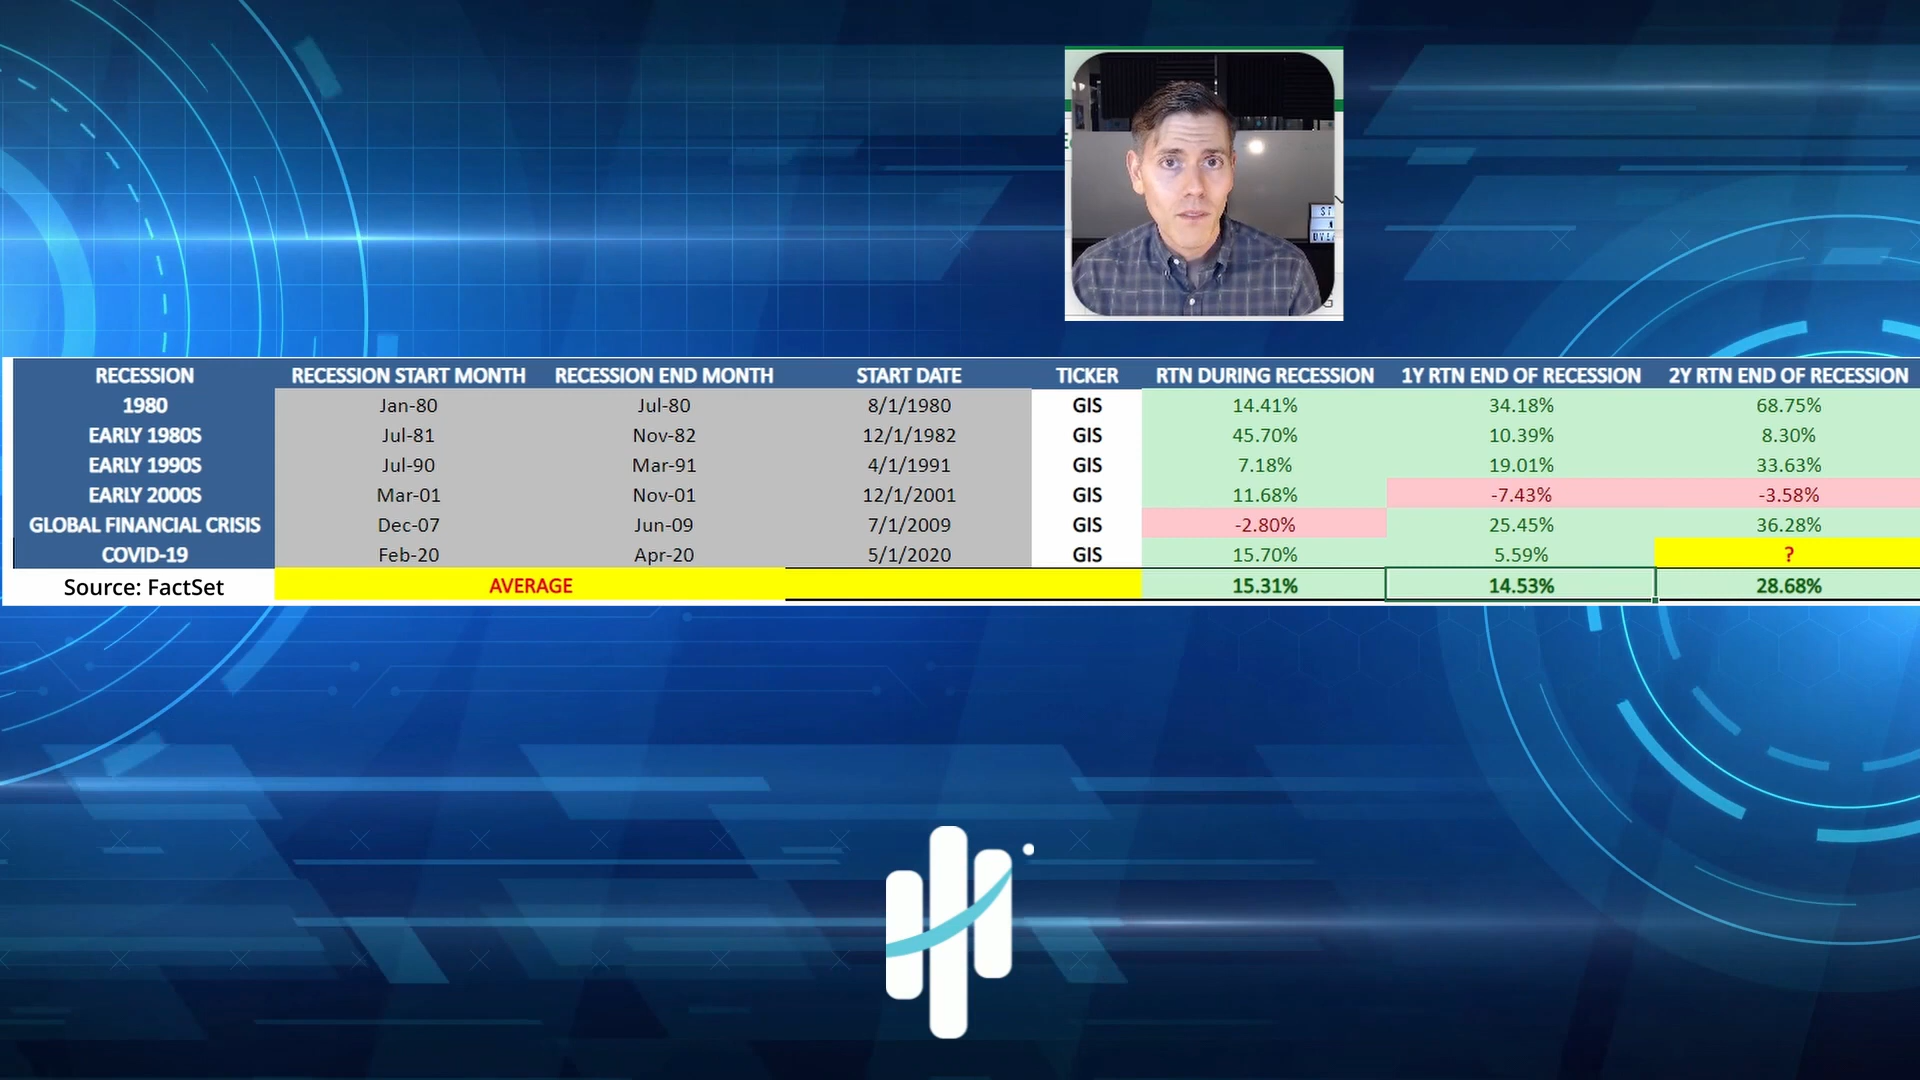 RECESSION RECESSION START MONTH RECESSION END MONTH START DATE TICKER RTN DURING RECESSION 1Y RTN END OF RECESSION 2Y RTN END OF RECESSION
1980 Jan-80 Jul-80 8/1/1980 GIS 14.41% 34.18% 68.75%
EARLY 1980S Jul-81 Nov-82 12/1/1982 GIS 45.70% 10.39% 8.30%
EARLY 1990S Jul-90 Mar-91 4/1/1991 GIS 7.18% 19.01% 33.63%
EARLY 2000S Mar-01 Nov-01 12/1/2001 GIS 11.68% -7.43% -3.58%
GLOBAL FINANCIAL CRISIS Dec-07 Jun-09 7/1/2009 GIS -2.80% 25.45% 36.28%
COVID-19 Feb-20 Apr-20 5/1/2020 GIS 15.70% 5.59% ?
Source: FactSet AVERAGE 15.31% 14.53% 28.68%